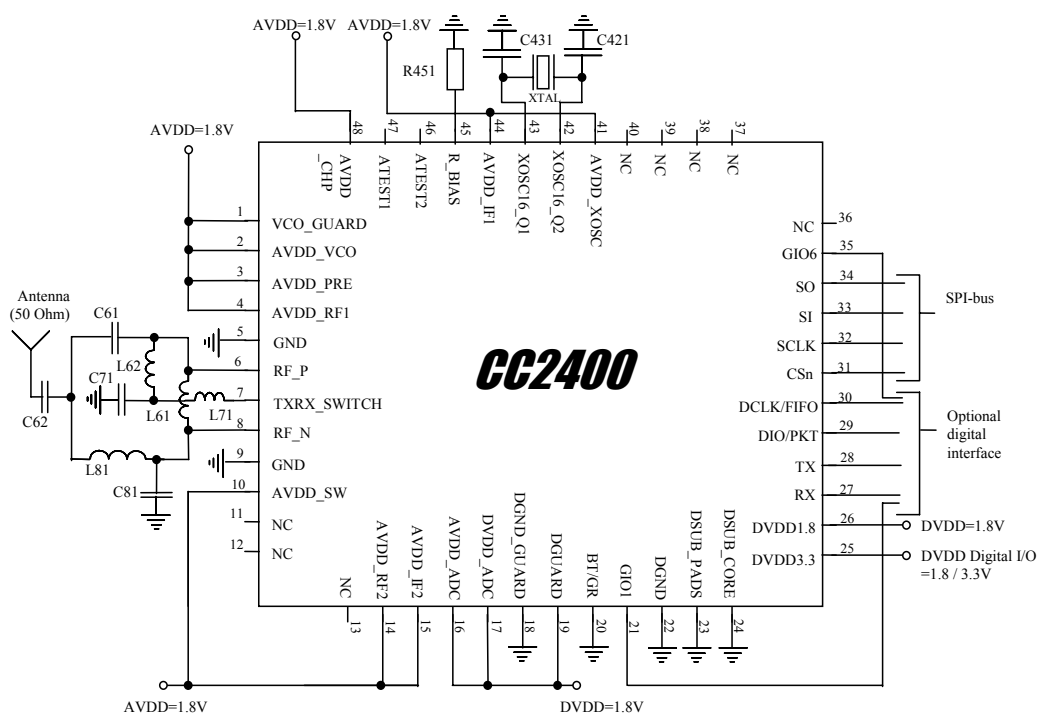 AVDD=1.8V
AVDD=1.8V
C431
C421
R451
XTAL
AVDD=1.8V
48
47
46
45
44
43
42
41
40
39
38
37
AVDD
_CHP
ATEST1
ATEST2
R_BIAS
AVDD_IF1
XOSC16_Q1
XOSC16_Q2
AVDD_XOSC
NC
NC
NC
NC
1
VCO_GUARD
2
AVDD_VCO
3
AVDD_PRE
4
AVDD_RF1
5
GND
6
RF_P
7
TXRX_SWITCH
8
RF_N
9
GND
10
AVDD_SW
11
NC
12
NC
Antenna
(50 Ohm)
C61
L62
C71
L61
L71
C62
L81
C81
CC2400
NC
36
GIO6
35
SO
34
SI
33
SCLK
32
CSn
31
DCLK/FIFO
30
DIO/PKT
29
TX
28
RX
27
DVDD1.8
26
DVDD3.3
25
SPI-bus
Optional
digital
interface
DVDD=1.8V
DVDD Digital I/O
=1.8 / 3.3V
NC
AVDD_RF2
AVDD_IF2
AVDD_ADC
DVDD_ADC
DGND_GUARD
DGUARD
BT/GR
GIO1
DGND
DSUB_PADS
DSUB_CORE
13
14
15
16
17
18
19
20
21
22
23
24
AVDD=1.8V
DVDD=1.8V